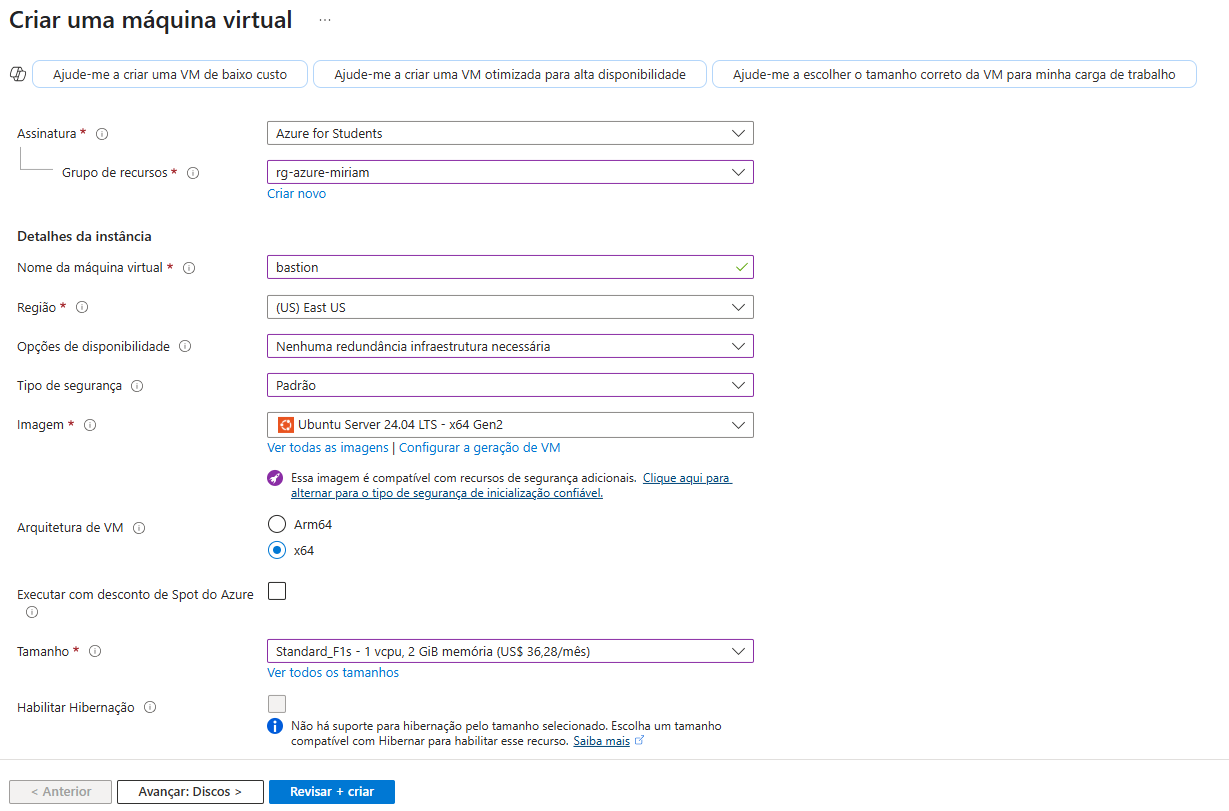 Criar uma máquina virtual ...
Ajude-me a criar uma VM de baixo custo
Ajude-me a criar uma VM otimizada para alta disponibilidade
Ajude-me a escolher o tamanho correto da VM para minha carga de trabalho
Assinatura *
Azure for Students
Grupo de recursos *
rg-azure-miriam
Criar novo
Detalhes da instância
Nome da máquina virtual *
bastion
Região *
(US) East US
Opções de disponibilidade
Nenhuma redundância infraestrutura necessária
Tipo de segurança
Padrão
Imagem *
Ubuntu Server 24.04 LTS - x64 Gen2
Ver todas as imagens | Configurar a geração de VM
Essa imagem é compatível com recursos de segurança adicionais. Clique aqui para
alternar para o tipo de segurança de inicialização confiável.
Arquitetura de VM
Arm64
x64
Executar com desconto de Spot do Azure
Tamanho *
Standard_F1s - 1 vcpu, 2 GiB memória (US$ 36,28/mês)
Ver todos os tamanhos
Habilitar Hibernação
Não há suporte para hibernação pelo tamanho selecionado. Escolha um tamanho
compatível com Hibernar para habilitar esse recurso. Saiba mais
< Anterior
Avançar: Discos >
Revisar + criar